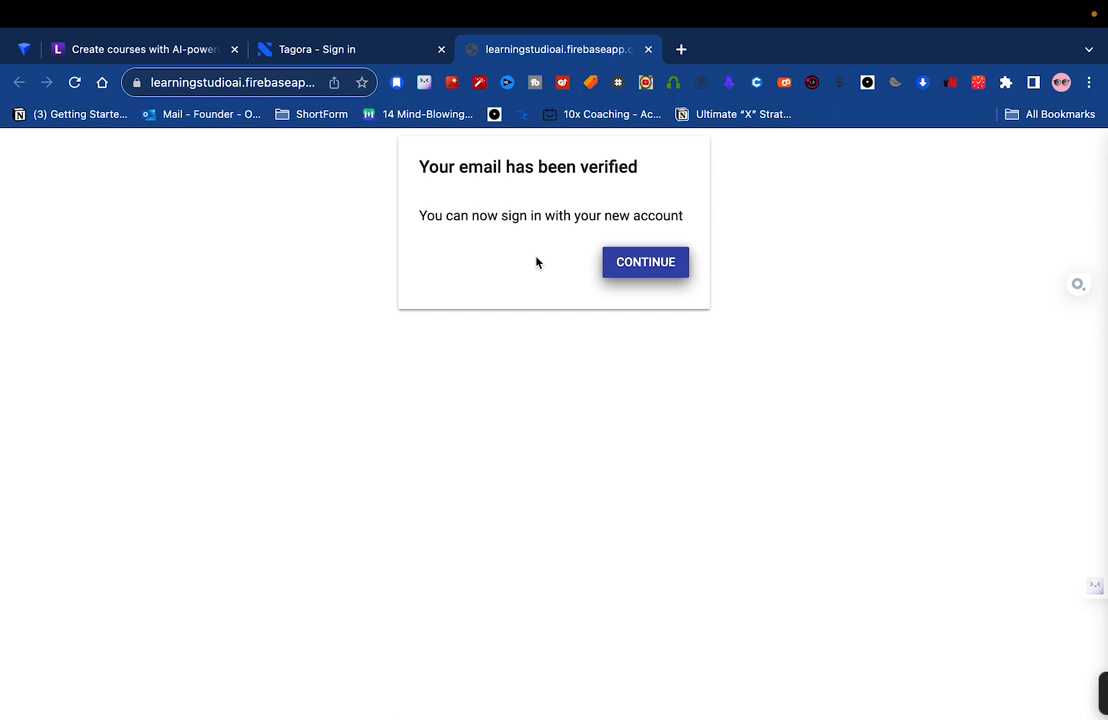 Create courses with AI-power
Tagora - Sign in
learningstudioai.firebaseapp.c
learningstudioai.firebaseap...
(3) Getting Starte...
Mail - Founder - O...
ShortForm
14 Mind-Blowing...
10x Coaching - Ac...
Ultimate “X” Strat...
All Bookmarks
Your email has been verified
You can now sign in with your new account
CONTINUE